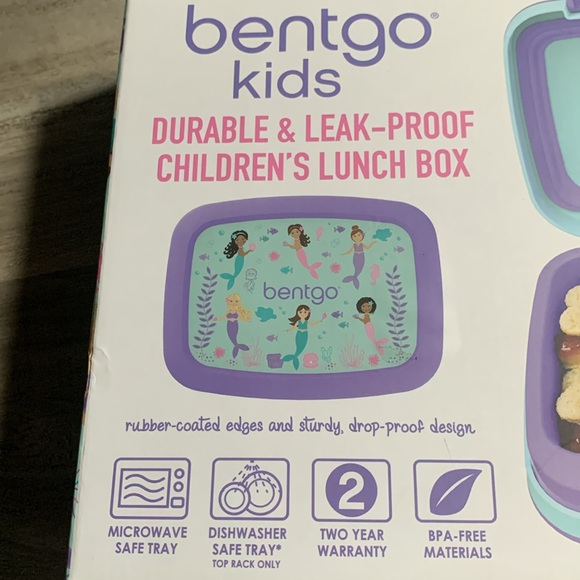 bentgo®
kids
DURABLE & LEAK-PROOF
CHILDREN'S LUNCH BOX
bentgo
rubber-coated edges and sturdy, drop-proof design
MICROWAVE
SAFE TRAY
DISHWASHER
SAFE TRAY*
TOP RACK ONLY
2
TWO YEAR
WARRANTY
BPA-FREE
MATERIALS